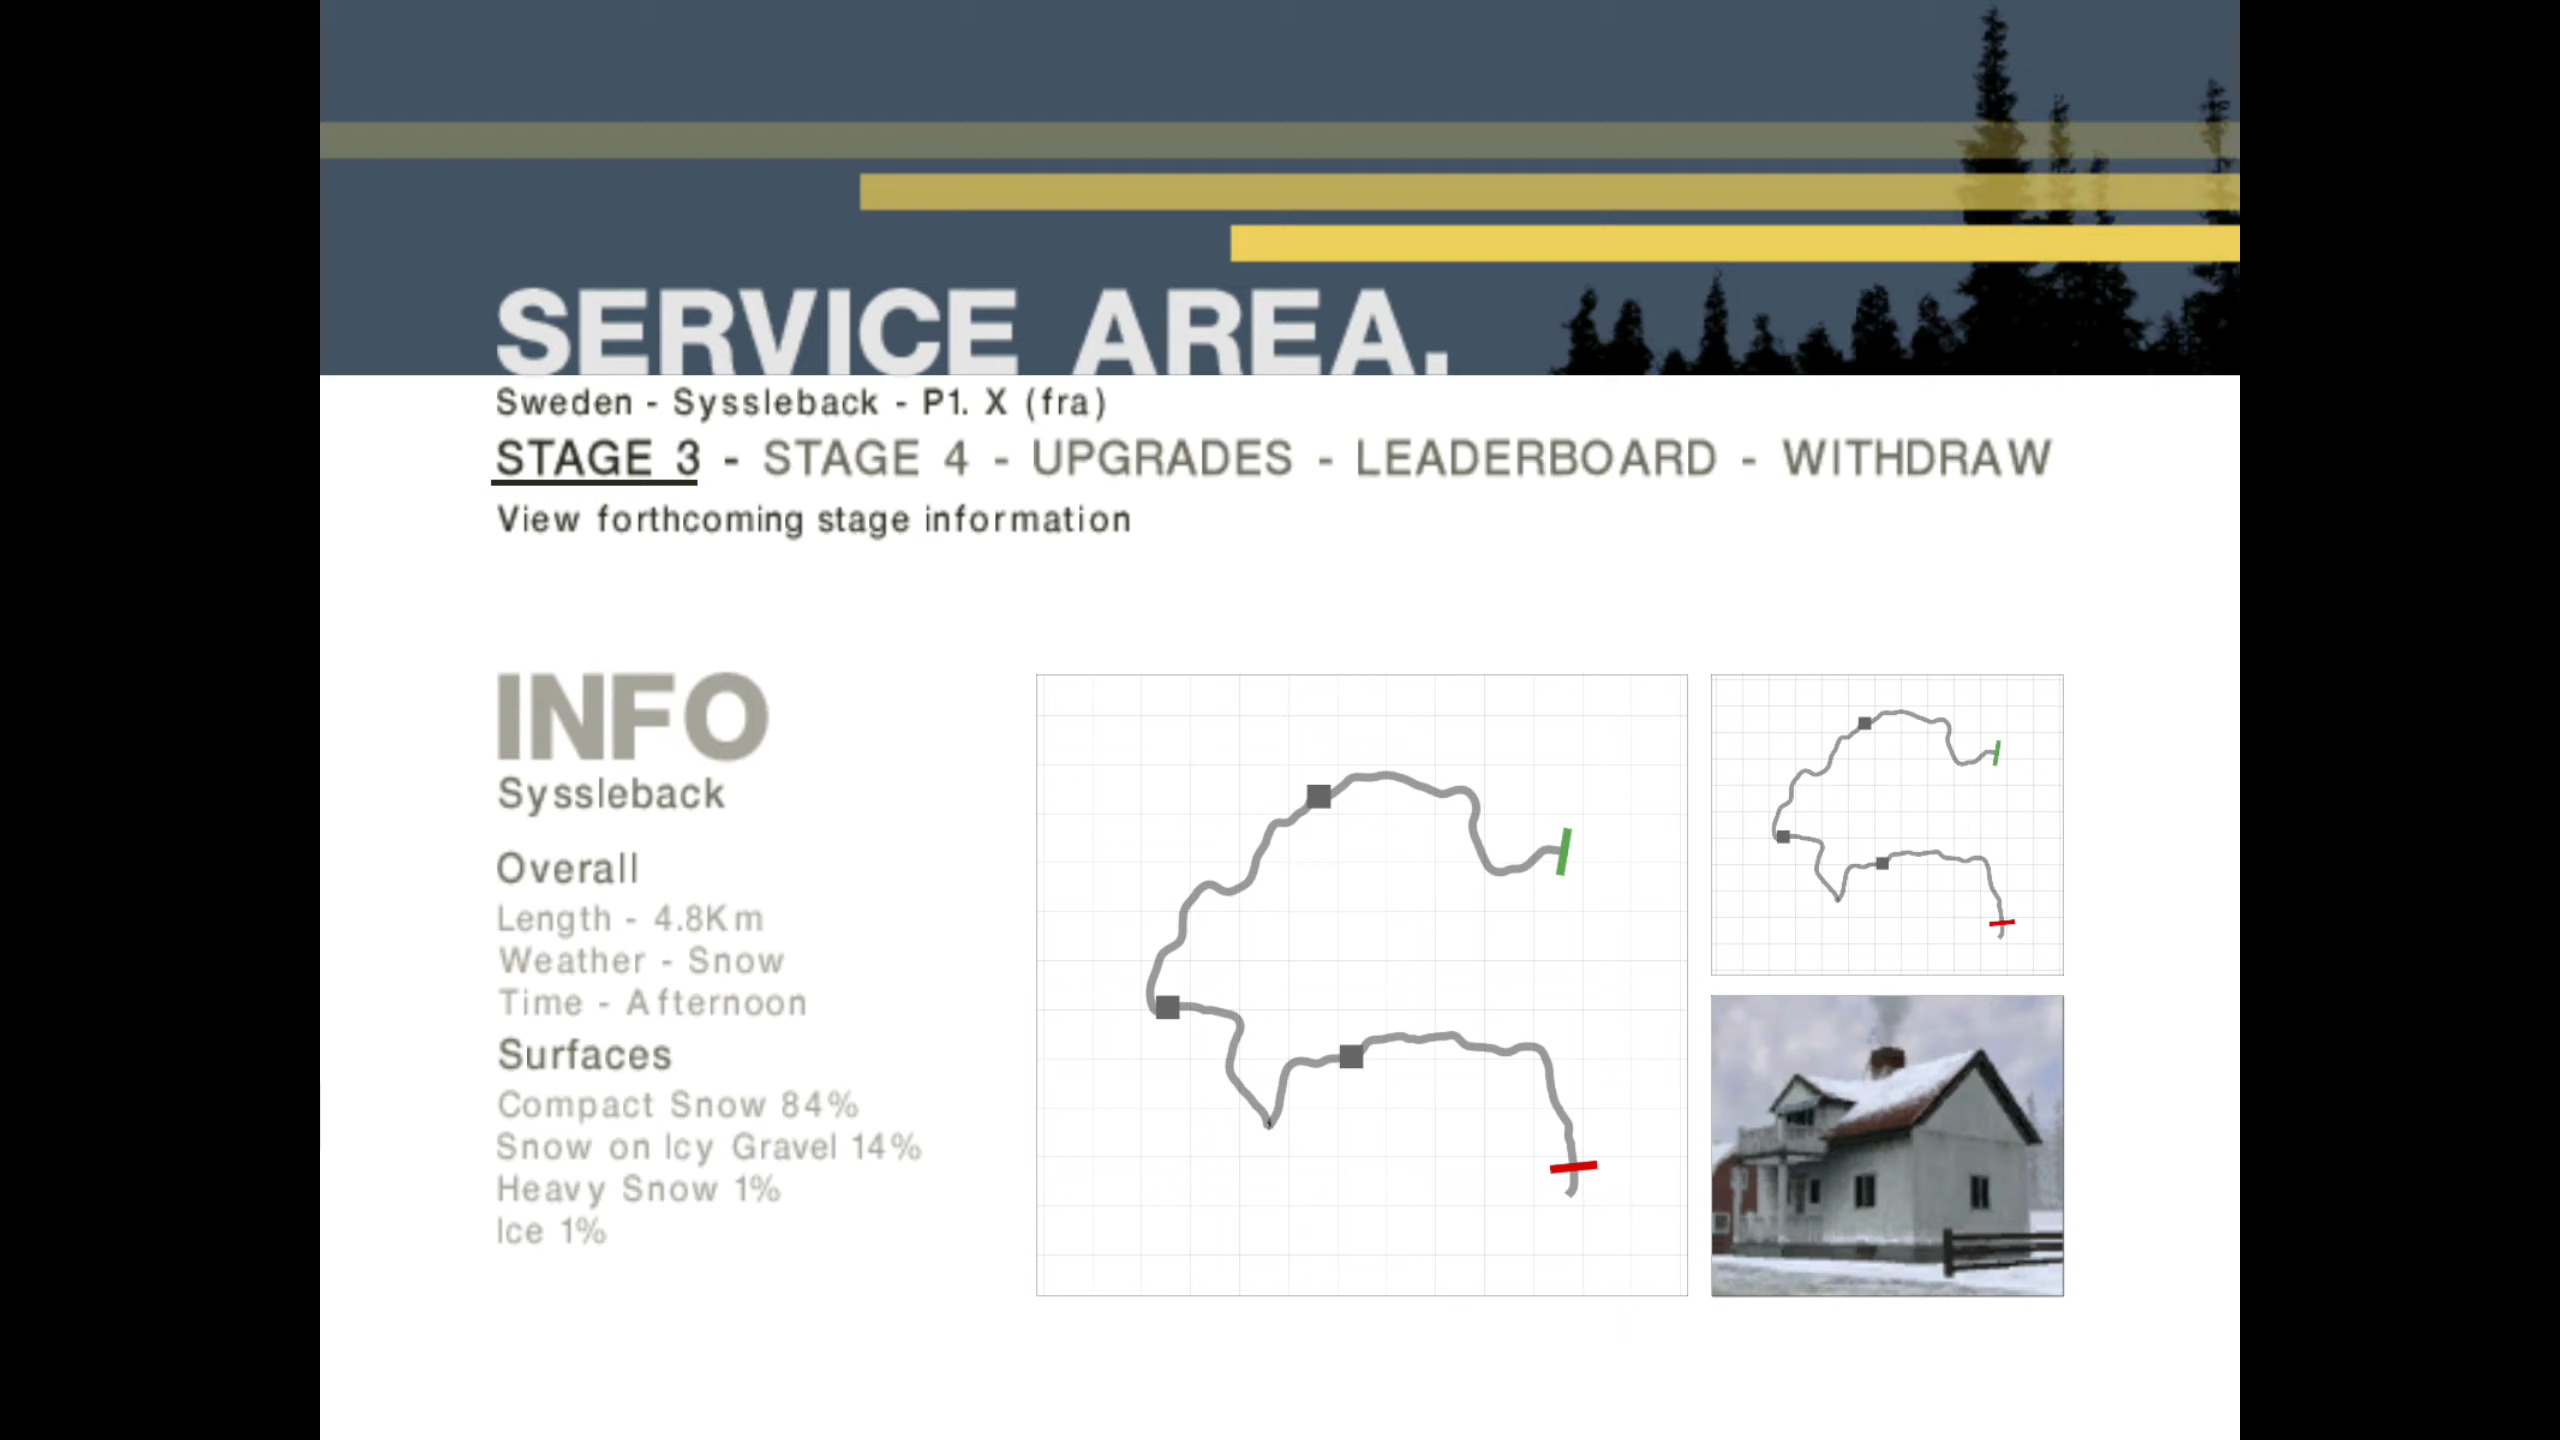 SERVICE AREA.
Sweden - Syssleback - P1. X (fra)
STAGE 3 - STAGE 4 - UPGRADES - LEADERBOARD - WITHDRAW
View forthcoming stage information
INFO
Syssleback
Overall
Length - 4.8Km
Weather - Snow
Time - Afternoon
Surfaces
Compact Snow 84%
Snow on Icy Gravel 14%
Heavy Snow 1%
Ice 1%